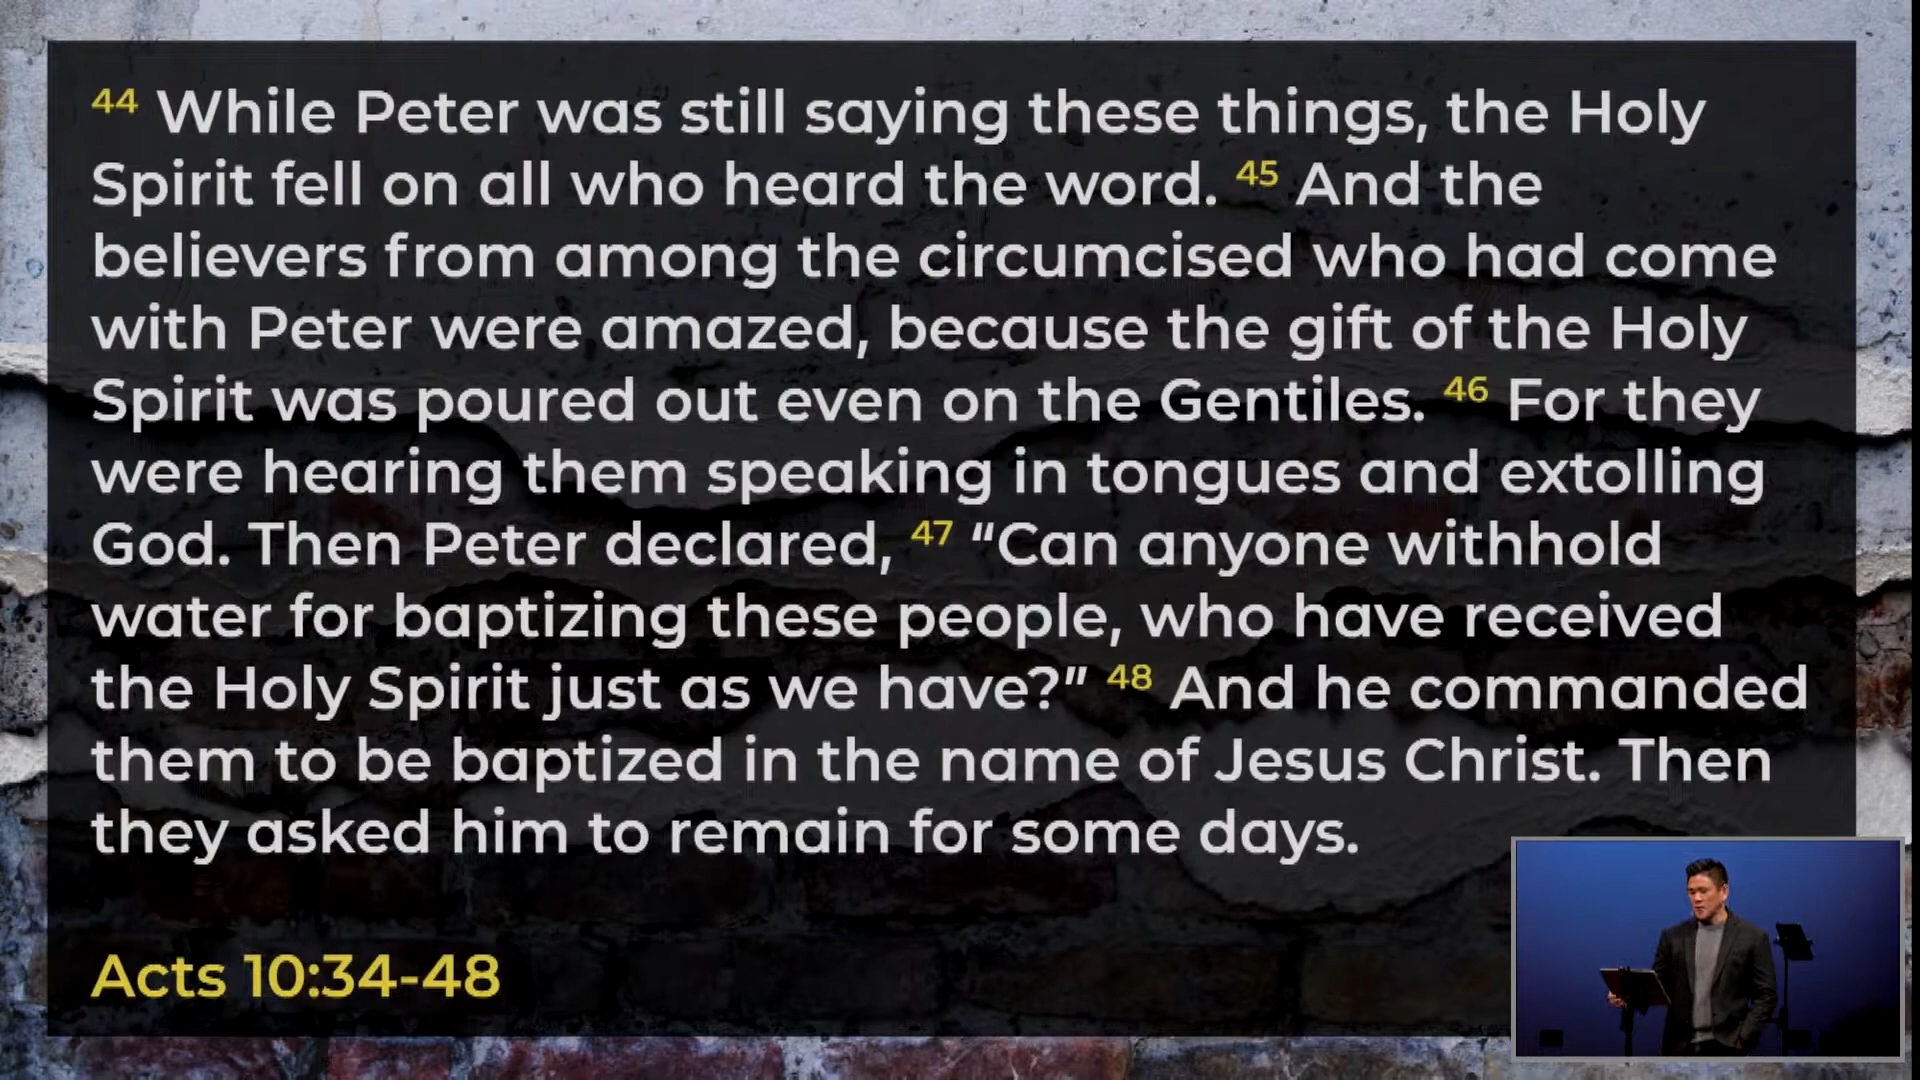 44 While Peter was still saying these things, the Holy
Spirit fell on all who heard the word. 45 And the
believers from among the circumcised who had come
with Peter were amazed, because the gift of the Holy
Spirit was poured out even on the Gentiles. 46 For they
were hearing them speaking in tongues and extolling
God. Then Peter declared, 47 “Can anyone withhold
water for baptizing these people, who have received
the Holy Spirit just as we have?” 48 And he commanded
them to be baptized in the name of Jesus Christ. Then
they asked him to remain for some days.
Acts 10:34-48